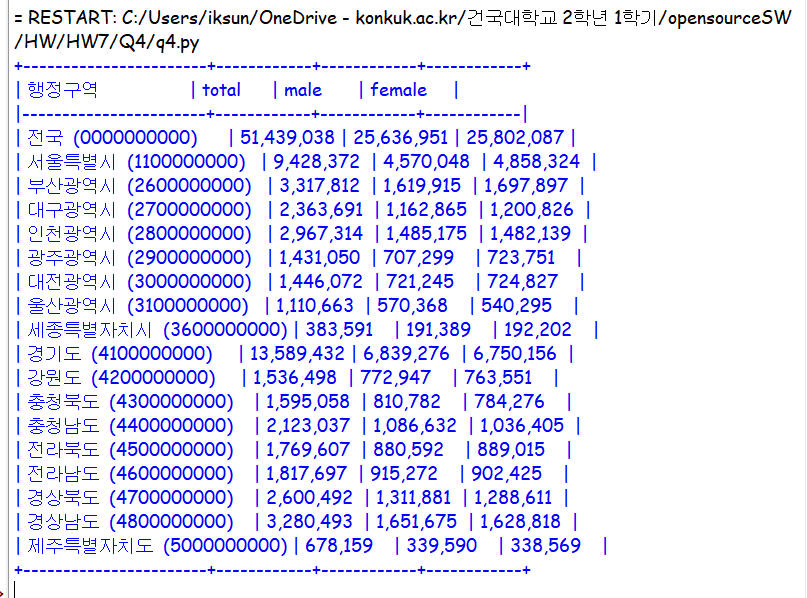 = RESTART: C:/Users/iksun/OneDrive - konkuk.ac.kr/건국대학교 2학년 1학기/opensourceSW
/HW/HW7/Q4/q4.py
+-----------------------+------------+------------+------------+
| 행정구역 | total | male | female |
|-----------------------+------------+------------+------------|
| 전국 (0000000000) | 51,439,038 | 25,636,951 | 25,802,087 |
| 서울특별시 (1100000000) | 9,428,372 | 4,570,048 | 4,858,324 |
| 부산광역시 (2600000000) | 3,317,812 | 1,619,915 | 1,697,897 |
| 대구광역시 (2700000000) | 2,363,691 | 1,162,865 | 1,200,826 |
| 인천광역시 (2800000000) | 2,967,314 | 1,485,175 | 1,482,139 |
| 광주광역시 (2900000000) | 1,431,050 | 707,299 | 723,751 |
| 대전광역시 (3000000000) | 1,446,072 | 721,245 | 724,827 |
| 울산광역시 (3100000000) | 1,110,663 | 570,368 | 540,295 |
| 세종특별자치시 (3600000000) | 383,591 | 191,389 | 192,202 |
| 경기도 (4100000000) | 13,589,432 | 6,839,276 | 6,750,156 |
| 강원도 (4200000000) | 1,536,498 | 772,947 | 763,551 |
| 충청북도 (4300000000) | 1,595,058 | 810,782 | 784,276 |
| 충청남도 (4400000000) | 2,123,037 | 1,086,632 | 1,036,405 |
| 전라북도 (4500000000) | 1,769,607 | 880,592 | 889,015 |
| 전라남도 (4600000000) | 1,817,697 | 915,272 | 902,425 |
| 경상북도 (4700000000) | 2,600,492 | 1,311,881 | 1,288,611 |
| 경상남도 (4800000000) | 3,280,493 | 1,651,675 | 1,628,818 |
| 제주특별자치도 (5000000000) | 678,159 | 339,590 | 338,569 |
+-----------------------+------------+------------+------------+